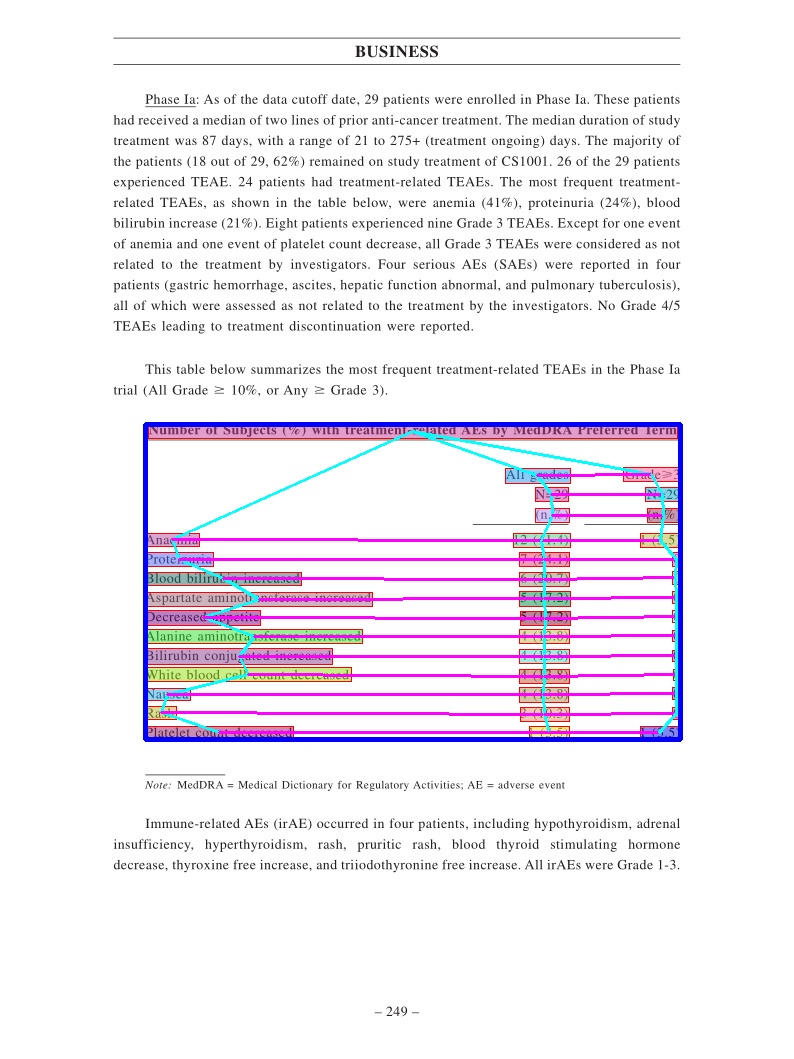 BUSINESS
Phase Ia: As of the data cutoff date, 29 patients were enrolled in Phase Ia. These patients
had received a median of two lines of prior anti-cancer treatment. The median duration of study
treatment was 87 days, with a range of 21 to 275+ (treatment ongoing) days. The majority of
the patients (18 out of 29, 62%) remained on study treatment of CS1001. 26 of the 29 patients
experienced TEAE. 24 patients had treatment-related TEAEs. The most frequent treatment-
related TEAEs, as shown in the table below, were anemia (41%), proteinuria (24%), blood
bilirubin increase (21%). Eight patients experienced nine Grade 3 TEAEs. Except for one event
of anemia and one event of platelet count decrease, all Grade 3 TEAEs were considered as not
related to the treatment by investigators. Four serious AEs (SAEs) were reported in four
patients (gastric hemorrhage, ascites, hepatic function abnormal, and pulmonary tuberculosis),
all of which were assessed as not related to the treatment by the investigators. No Grade 4/5
TEAEs leading to treatment discontinuation were reported.
This table below summarizes the most frequent treatment-related TEAEs in the Phase Ia
trial (All Grade ≥ 10%, or Any ≥ Grade 3).
Number of Subjects (%) with treatment-related AEs by MedDRA Preferred Term
All grades Grade≥3
N=29 N=29
(n,%) (n,%
Anaemia 12 (41.4) 1 (3.5
Proteinuria 7 (24.1)
Blood bilirubin increased 6 (20.7)
Aspartate aminotransferase increased 5 (17.2)
Decreased appetite 5 (17.2)
Alanine aminotransferase increased 4 (13.8)
Bilirubin conjugated increased 4 (13.8)
White blood cell count decreased 4 (13.8)
Nausea 4 (13.8)
Rash 3 (10.3)
Platelet count decreased 1 (3.5) 1 (3.5
Note: MedDRA = Medical Dictionary for Regulatory Activities; AE = adverse event
Immune-related AEs (irAE) occurred in four patients, including hypothyroidism, adrenal
insufficiency, hyperthyroidism, rash, pruritic rash, blood thyroid stimulating hormone
decrease, thyroxine free increase, and triiodothyronine free increase. All irAEs were Grade 1-3.
– 249 –